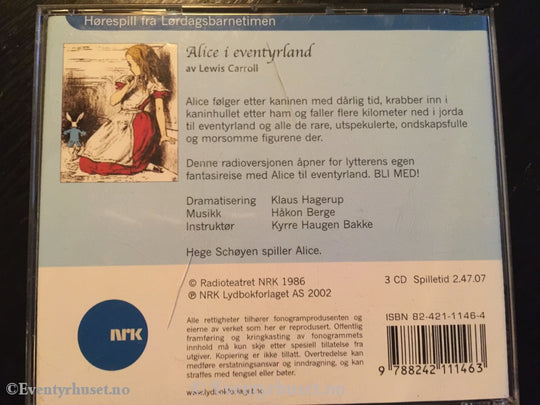 Hørespill fra Lørdagsbarnetimen
Alice i eventyrland
av Lewis Carroll
Alice følger etter kaninen med dårlig tid, krabber inn i
kaninhullet etter ham og faller flere kilometer ned i jorda
til eventyrland og alle de rare, utspekulerte, ondskapsfulle
og morsomme figurene der.
Denne radioversjonen åpner for lytterens egen
fantasireise med Alice til eventyrland. BLI MED!
Dramatisering Klaus Hagerup
Musikk Håkon Berge
Instruktør Kyrre Haugen Bakke
Hege Schøyen spiller Alice.
© Radioteatret NRK 1986
℗ NRK Lydbokforlaget AS 2002
3 CD Spilletid 2.47.07
ISBN 82-421-1146-4
NRK
Alle rettigheter tilhører fonogramprodusenten og
eierne av verket som her er reprodusert. Offentlig
framføring og kringkasting av fonogrammets
innhold må kun skje etter spesiell tillatelse fra
utgiver. Kopiering er ikke tillatt. Overtredelse kan
medføre erstatningsansvar og inndragning, og kan
straffes med fengsel eller bøter.
9 788242 111463
© Eventyrhuset.no